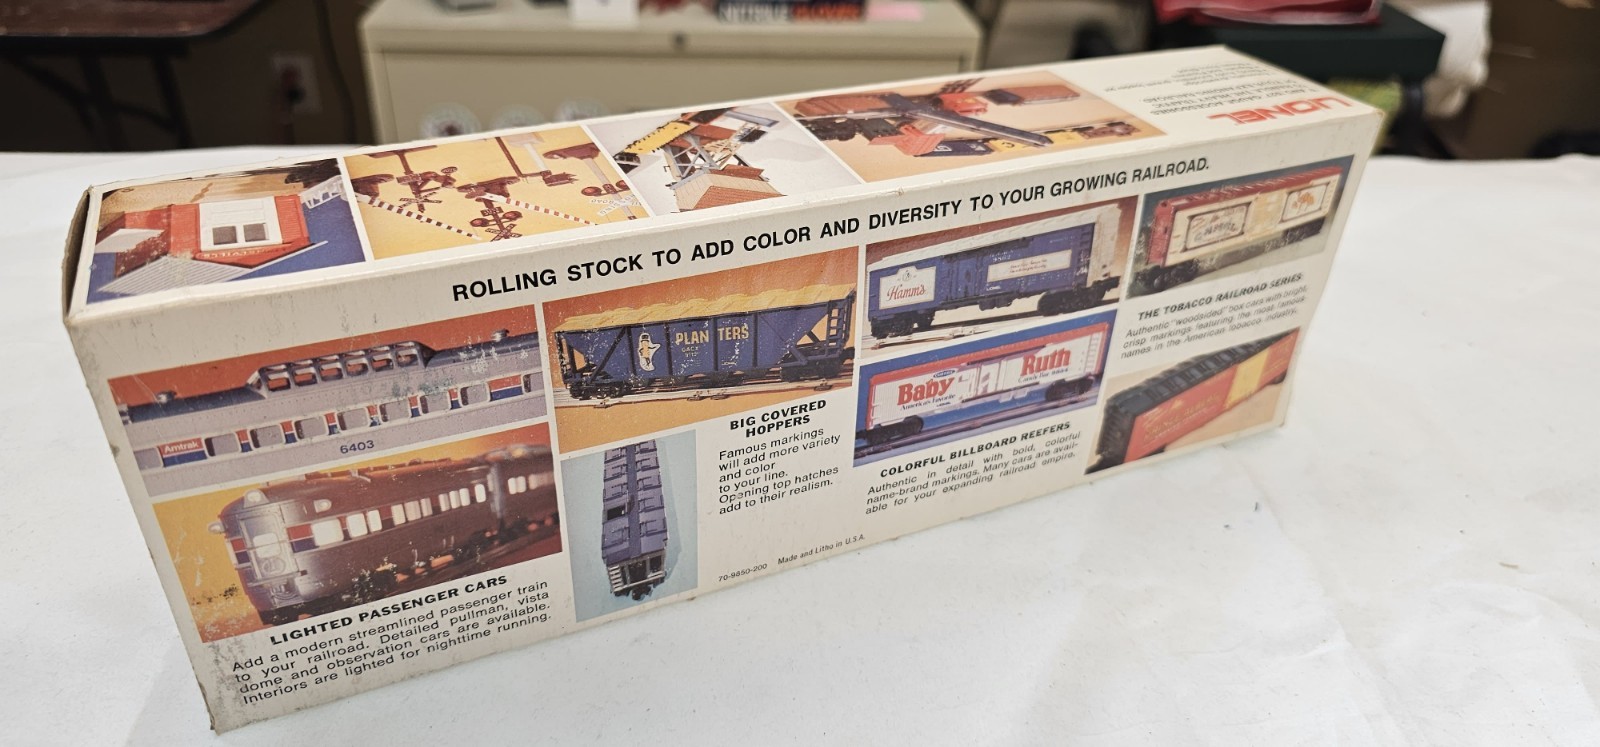 NITRILE GLOVES
LIONEL
ROLLING STOCK TO ADD COLOR AND DIVERSITY TO YOUR GROWING RAILROAD.
Amtrak
6403
LIGHTED PASSENGER CARS
Add a modern streamlined passenger train
to your railroad. Detailed pullman, vista
dome and observation cars are available.
Interiors are lighted for nighttime running.
PLANTERS
BIG COVERED
HOPPERS
Famous markings
will add more variety
and color
to your line.
Opening top hatches
add to their realism.
70-9850-200 Made and Litho in U.S.A.
Hamm's
Baby Ruth
COLORFUL BILLBOARD REEFERS
Authentic in detail with bold, colorful
name-brand markings. Many cars are avail-
able for your expanding railroad empire.
THE TOBACCO RAILROAD SERIES:
Authentic "woodsided" box cars with bright,
crisp markings featuring the most famous
names in the American tobacco industry.